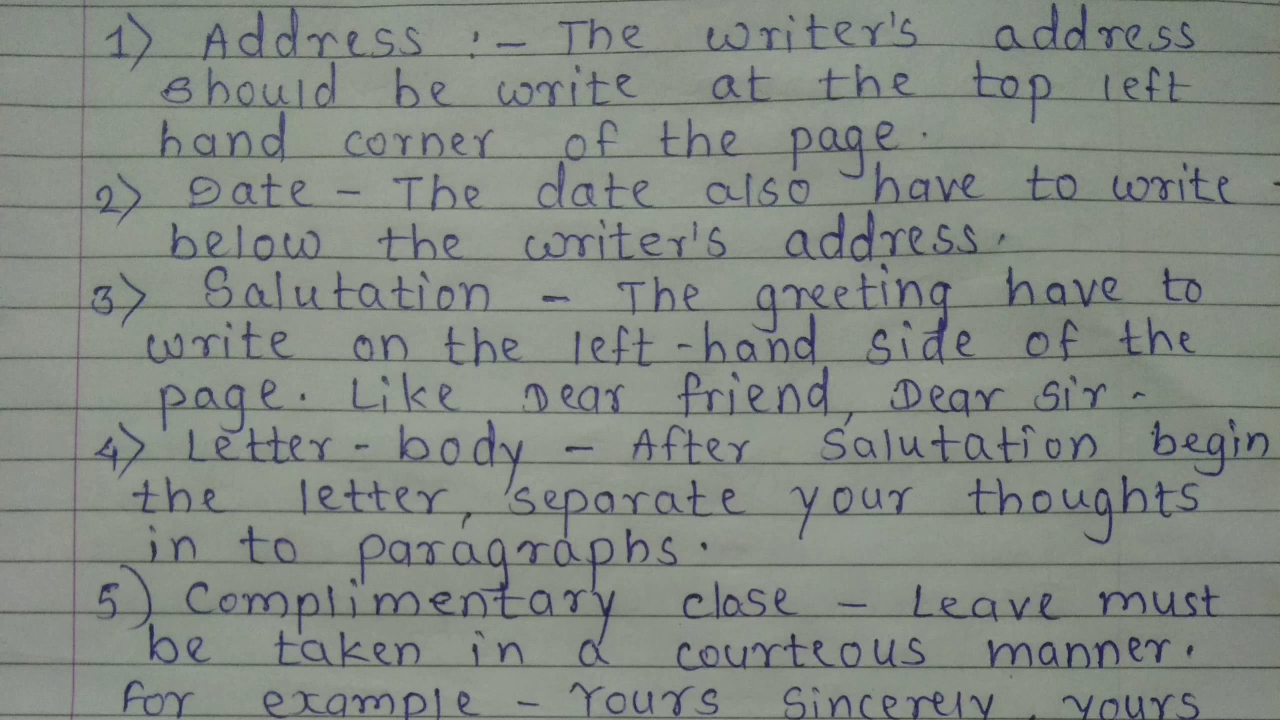 1) Address :- The writer's address
should be write at the top left
hand corner of the page.
2) Date - The date also have to write
below the writer's address.
3) Salutation - The greeting have to
write on the left-hand side of the
page. Like Dear friend, Dear Sir -
4) Letter-body - After Salutation begin
the letter, separate your thoughts
in to paragraphs.
5) Complimentary close - Leave must
be taken in a courteous manner.
For example - Yours Sincerely, yours